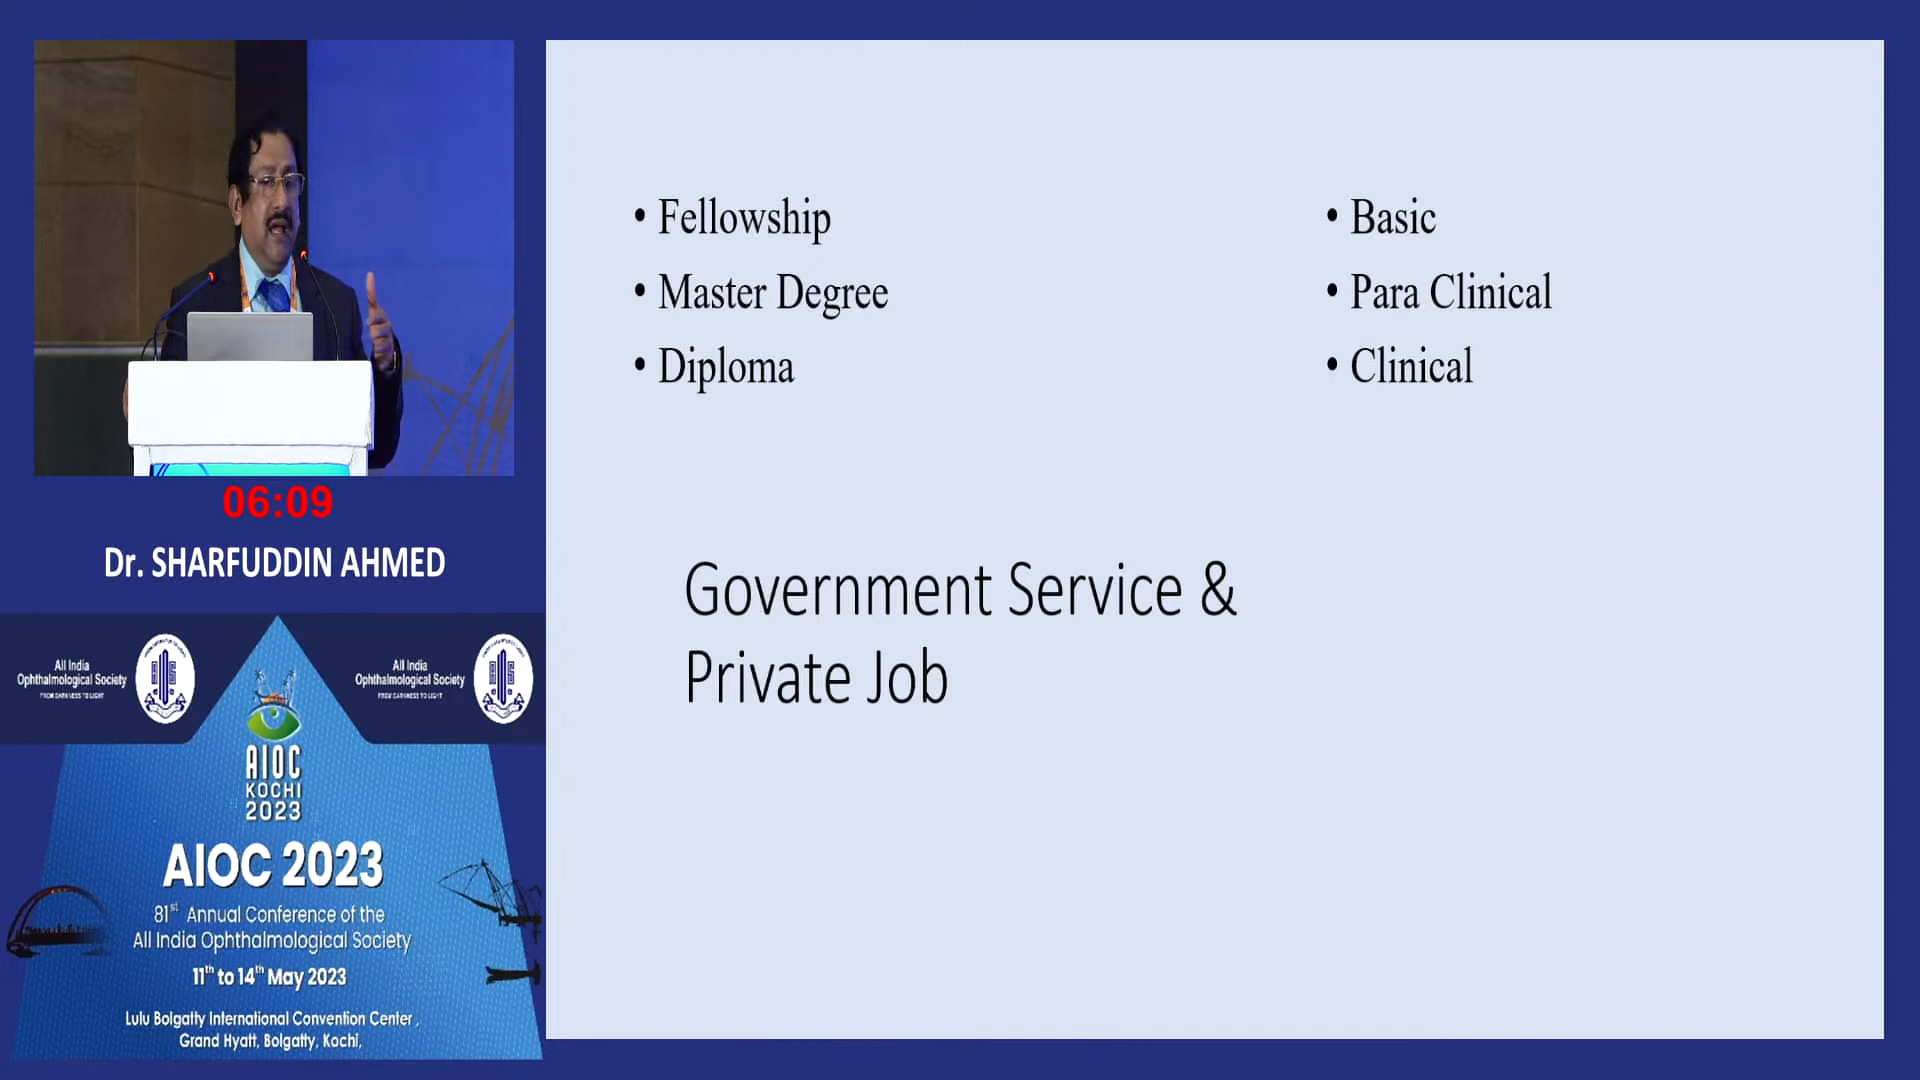 06:09
Dr. SHARFUDDIN AHMED
All India
Ophthalmological Society
FROM DARKNESS TO LIGHT
All India
Ophthalmological Society
FROM DARKNESS TO LIGHT
AIOC
KOCHI
2023
AIOC 2023
81st Annual Conference of the
All India Ophthalmological Society
11th to 14th May 2023
Lulu Bolgatty International Convention Center ,
Grand Hyatt, Bolgatty, Kochi,
• Fellowship
• Master Degree
• Diploma
• Basic
• Para Clinical
• Clinical
Government Service &
Private Job